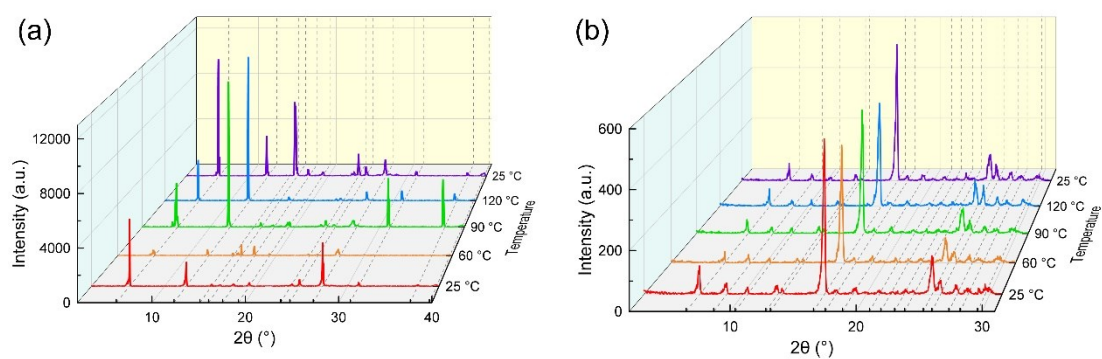 (a)
Intensity (a.u.)
12000
8000
4000
0
10
20
30
40
2θ (°)
25 °C
120 °C
90 °C
60 °C
25 °C
Temperature
(b)
Intensity (a.u.)
600
400
200
0
10
20
30
2θ (°)
25 °C
120 °C
90 °C
60 °C
25 °C
Temperature